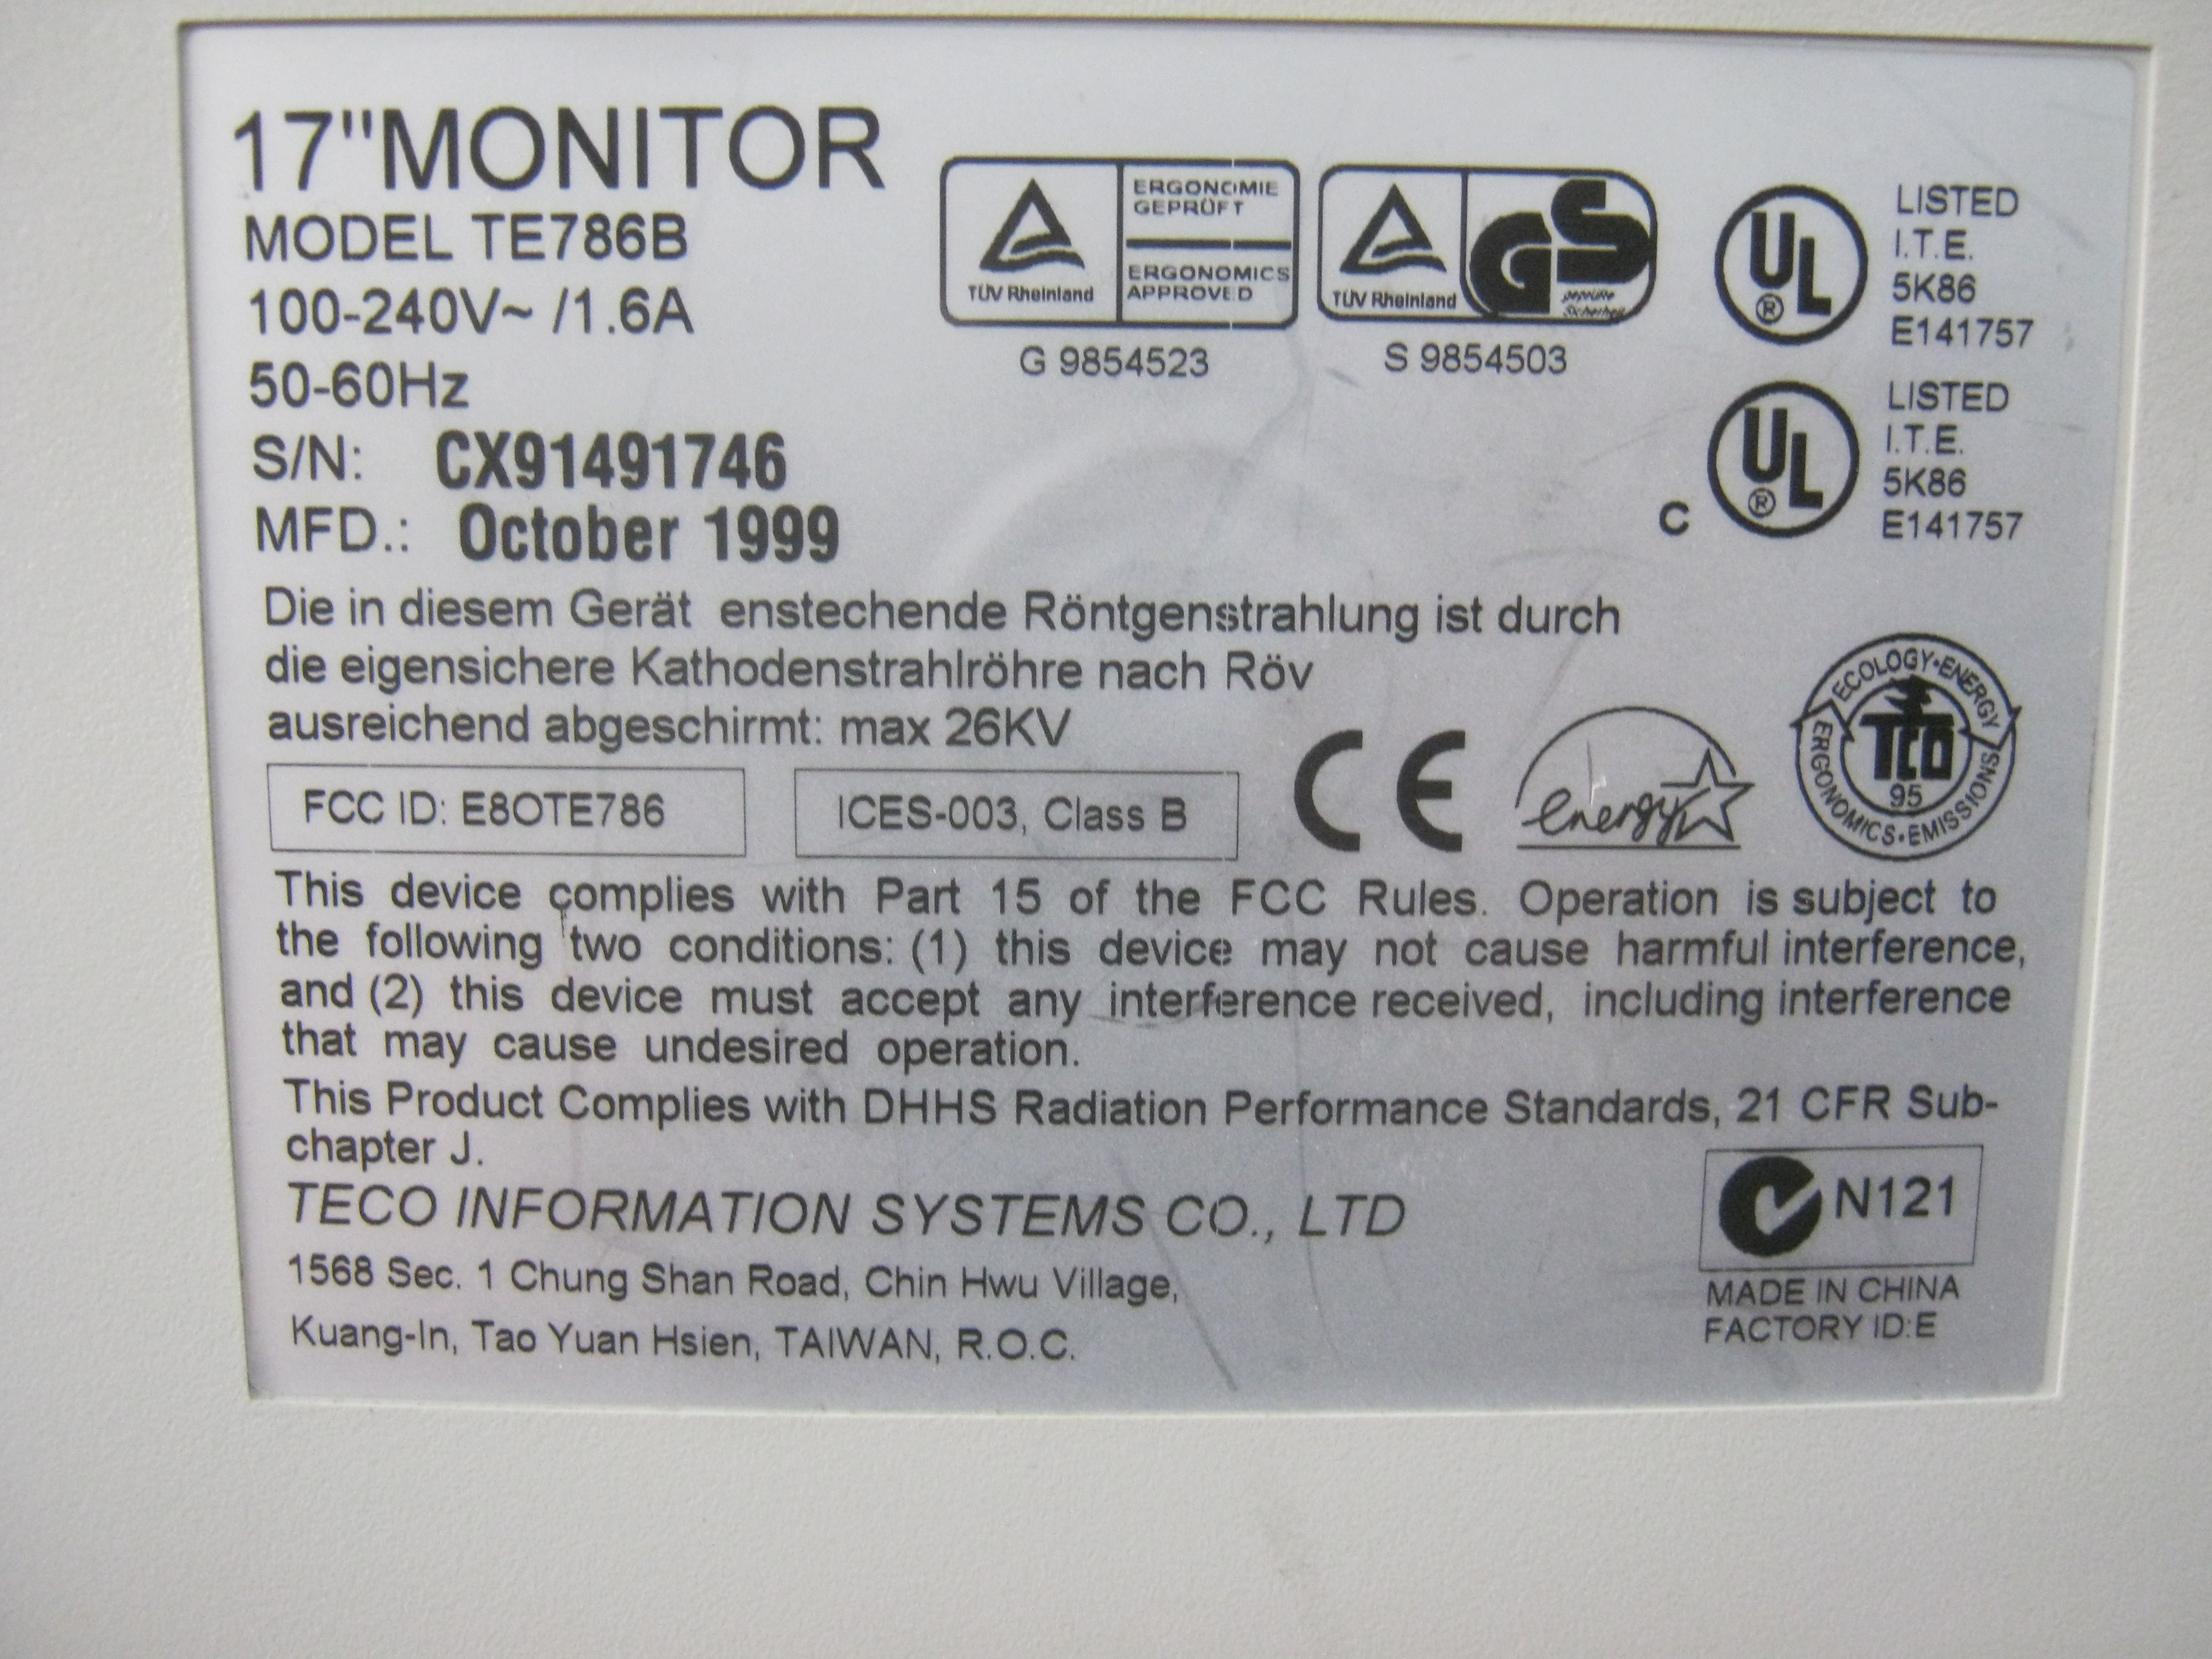 17"MONITOR
MODEL TE786B
100-240V~ /1.6A
50-60Hz
S/N: CX91491746
MFD.: October 1999
TÜV Rheinland
ERGONOMIE
GEPRÜFT
ERGONOMICS
APPROVED
G 9854523
TÜV Rheinland
GS
geprüfte
Sicherheit
S 9854503
UL
®
LISTED
I.T.E.
5K86
E141757
C
UL
®
LISTED
I.T.E.
5K86
E141757
Die in diesem Gerät enstechende Röntgenstrahlung ist durch
die eigensichere Kathodenstrahlröhre nach Röv
ausreichend abgeschirmt: max 26KV
FCC ID: E8OTE786
ICES-003, Class B
CE
energy
ECOLOGY·ENERGY
ERGONOMICS·EMISSIONS
TCO
95
This device complies with Part 15 of the FCC Rules. Operation is subject to
the following two conditions: (1) this device may not cause harmful interference,
and (2) this device must accept any interference received, including interference
that may cause undesired operation.
This Product Complies with DHHS Radiation Performance Standards, 21 CFR Sub-
chapter J.
TECO INFORMATION SYSTEMS CO., LTD
1568 Sec. 1 Chung Shan Road, Chin Hwu Village,
Kuang-In, Tao Yuan Hsien, TAIWAN, R.O.C.
N121
MADE IN CHINA
FACTORY ID:E